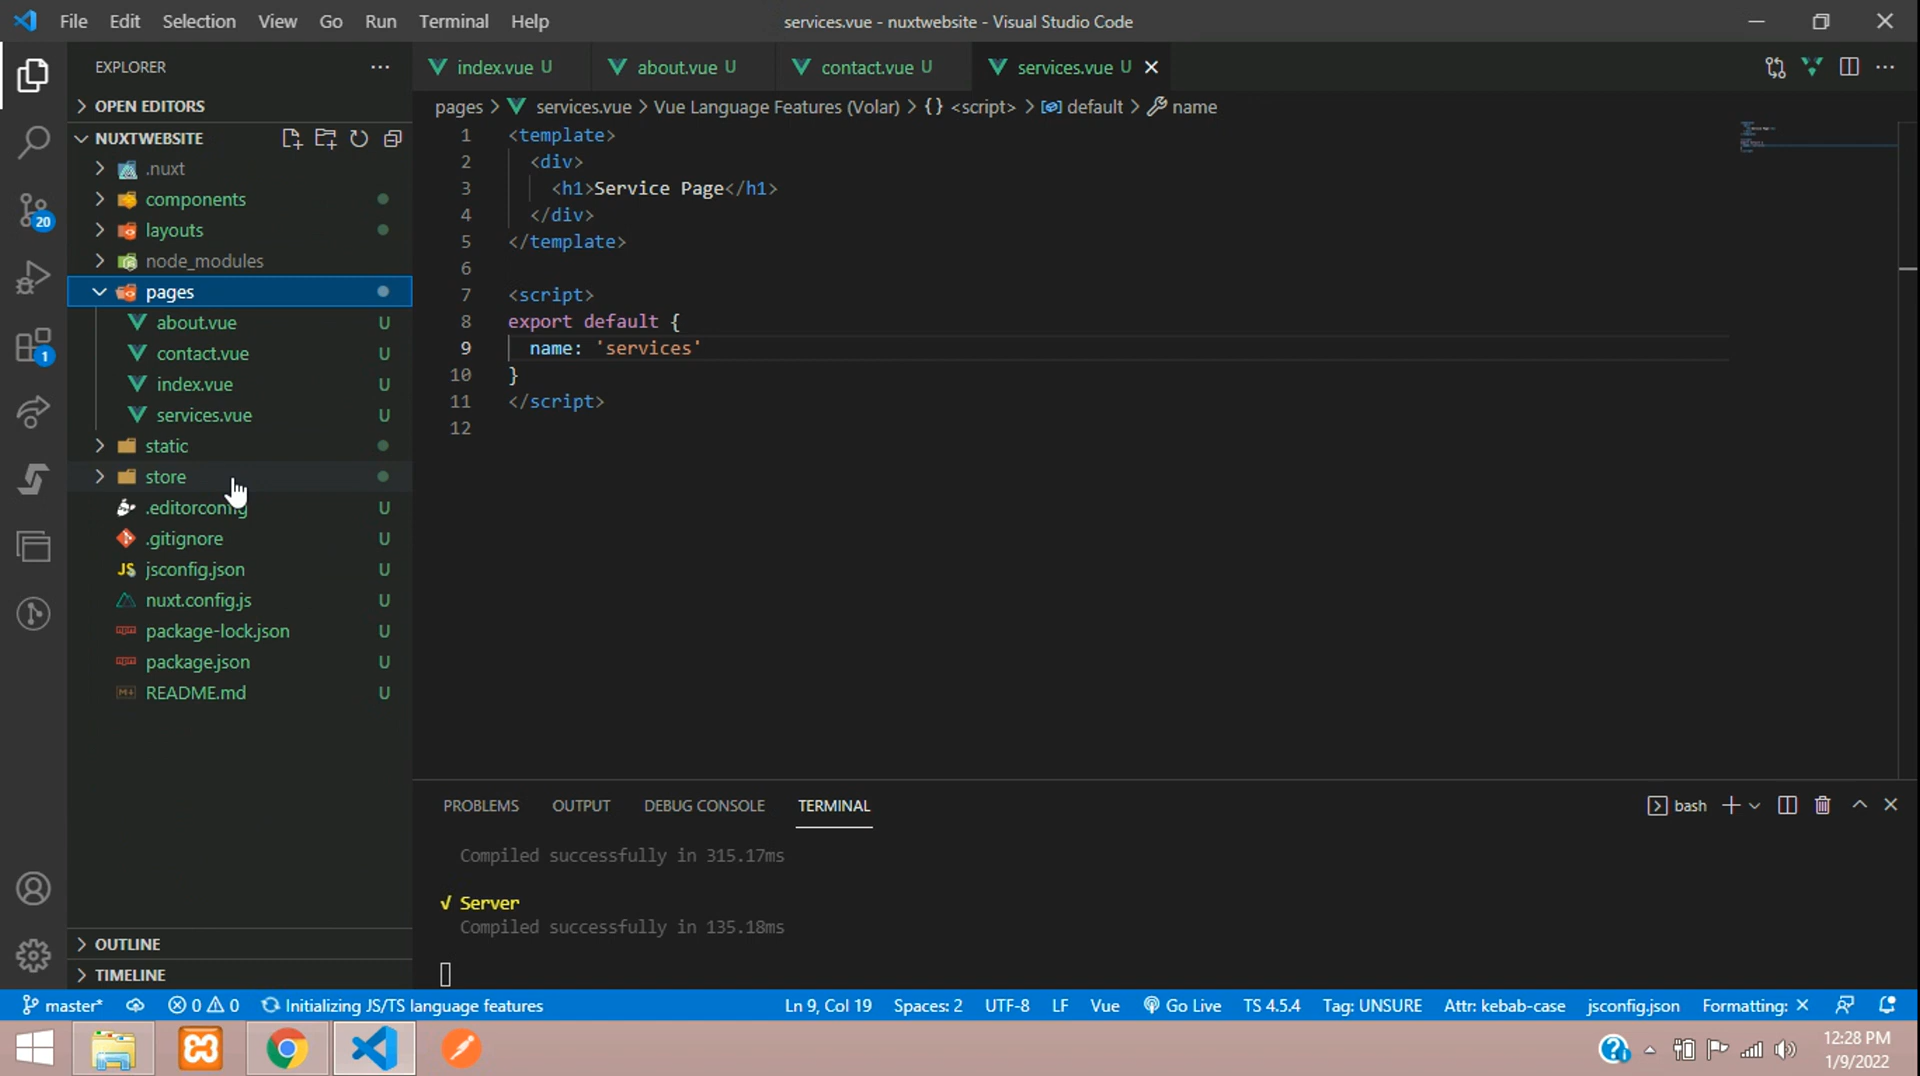 File Edit Selection View Go Run Terminal Help
services.vue - nuxtwebsite - Visual Studio Code
EXPLORER
OPEN EDITORS
NUXTWEBSITE
.nuxt
components
layouts
node_modules
pages
about.vue U
contact.vue U
index.vue U
services.vue U
static
store
.editorconfig U
.gitignore U
JS jsconfig.json U
nuxt.config.js U
package-lock.json U
package.json U
README.md U
OUTLINE
TIMELINE
20
1
index.vue U about.vue U contact.vue U services.vue U
pages > services.vue > Vue Language Features (Volar) > {} <script> > default > name
1 <template>
2 <div>
3 <h1>Service Page</h1>
4 </div>
5 </template>
6
7 <script>
8 export default {
9 name: 'services'
10 }
11 </script>
12
PROBLEMS OUTPUT DEBUG CONSOLE TERMINAL
bash
Compiled successfully in 315.17ms
√ Server
Compiled successfully in 135.18ms
master* 0 0 Initializing JS/TS language features
Ln 9, Col 19 Spaces: 2 UTF-8 LF Vue Go Live TS 4.5.4 Tag: UNSURE Attr: kebab-case jsconfig.json Formatting: ×
12:28 PM
1/9/2022